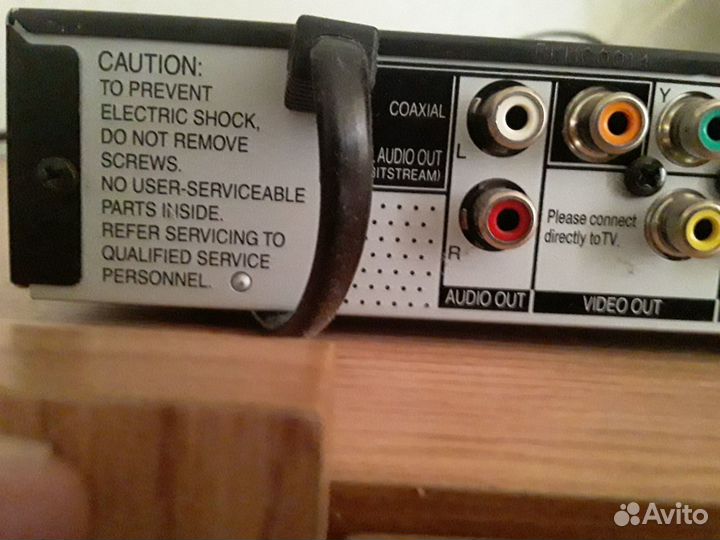 CAUTION:
TO PREVENT
ELECTRIC SHOCK,
DO NOT REMOVE
SCREWS.
NO USER-SERVICEABLE
PARTS INSIDE.
REFER SERVICING TO
QUALIFIED SERVICE
PERSONNEL.
COAXIAL
AUDIO OUT
BITSTREAM)
L
R
AUDIO OUT
Y
Please connect
directly to TV.
VIDEO OUT
Avito